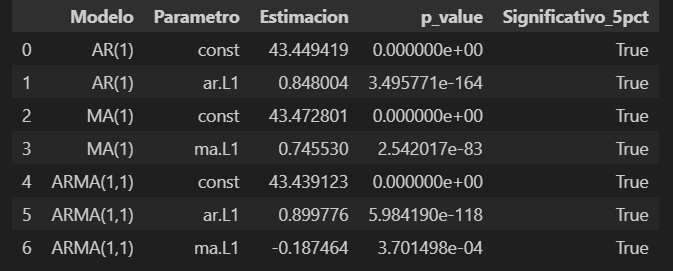 Modelo Parametro Estimacion p_value Significativo_5pct
0 AR(1) const 43.449419 0.000000e+00 True
1 AR(1) ar.L1 0.848004 3.495771e-164 True
2 MA(1) const 43.472801 0.000000e+00 True
3 MA(1) ma.L1 0.745530 2.542017e-83 True
4 ARMA(1,1) const 43.439123 0.000000e+00 True
5 ARMA(1,1) ar.L1 0.899776 5.984190e-118 True
6 ARMA(1,1) ma.L1 -0.187464 3.701498e-04 True